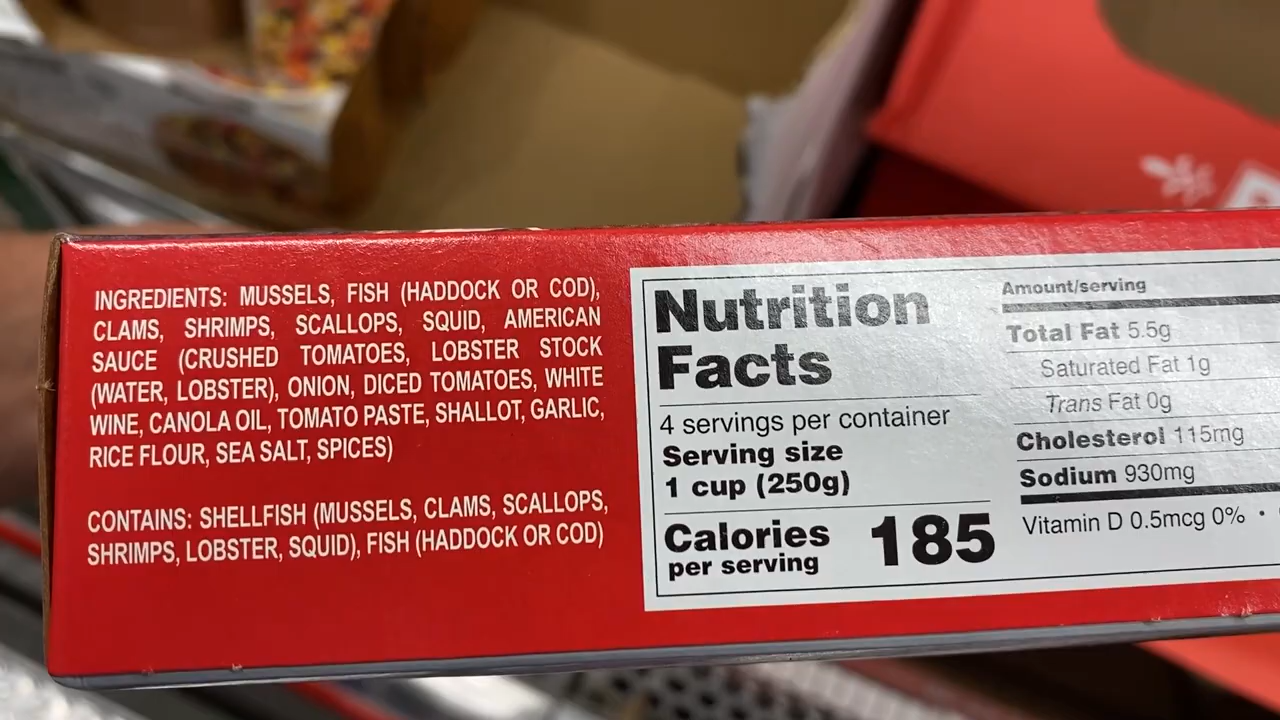 INGREDIENTS: MUSSELS, FISH (HADDOCK OR COD),
CLAMS, SHRIMPS, SCALLOPS, SQUID, AMERICAN
SAUCE (CRUSHED TOMATOES, LOBSTER STOCK
(WATER, LOBSTER), ONION, DICED TOMATOES, WHITE
WINE, CANOLA OIL, TOMATO PASTE, SHALLOT, GARLIC,
RICE FLOUR, SEA SALT, SPICES)
CONTAINS: SHELLFISH (MUSSELS, CLAMS, SCALLOPS,
SHRIMPS, LOBSTER, SQUID), FISH (HADDOCK OR COD)
Nutrition
Facts
4 servings per container
Serving size
1 cup (250g)
Calories
per serving
185
Amount/serving
Total Fat 5.5g
Saturated Fat 1g
Trans Fat 0g
Cholesterol 115mg
Sodium 930mg
Vitamin D 0.5mcg 0% •